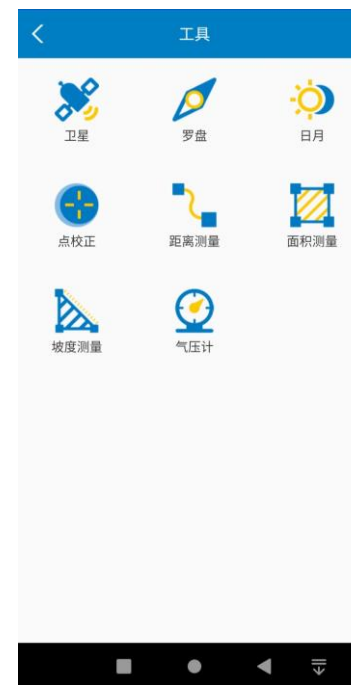 工具
卫星
罗盘
日月
点校正
距离测量
面积测量
坡度测量
气压计